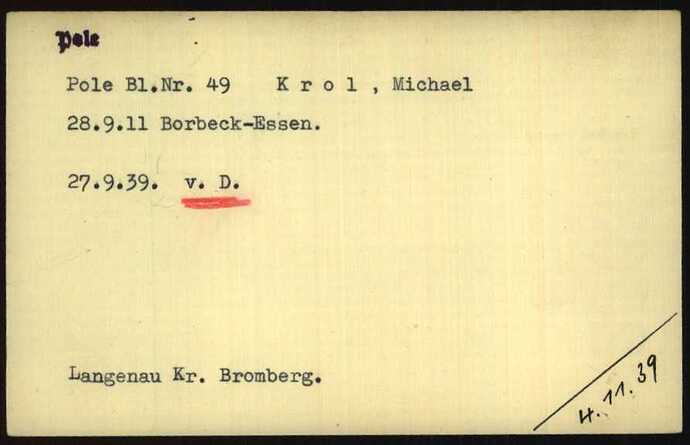 Pole
Pole Bl.Nr. 49 K r o l , Michael
28.9.11 Borbeck-Essen.
27.9.39. v. D.
Langenau Kr. Bromberg.
4.11.39